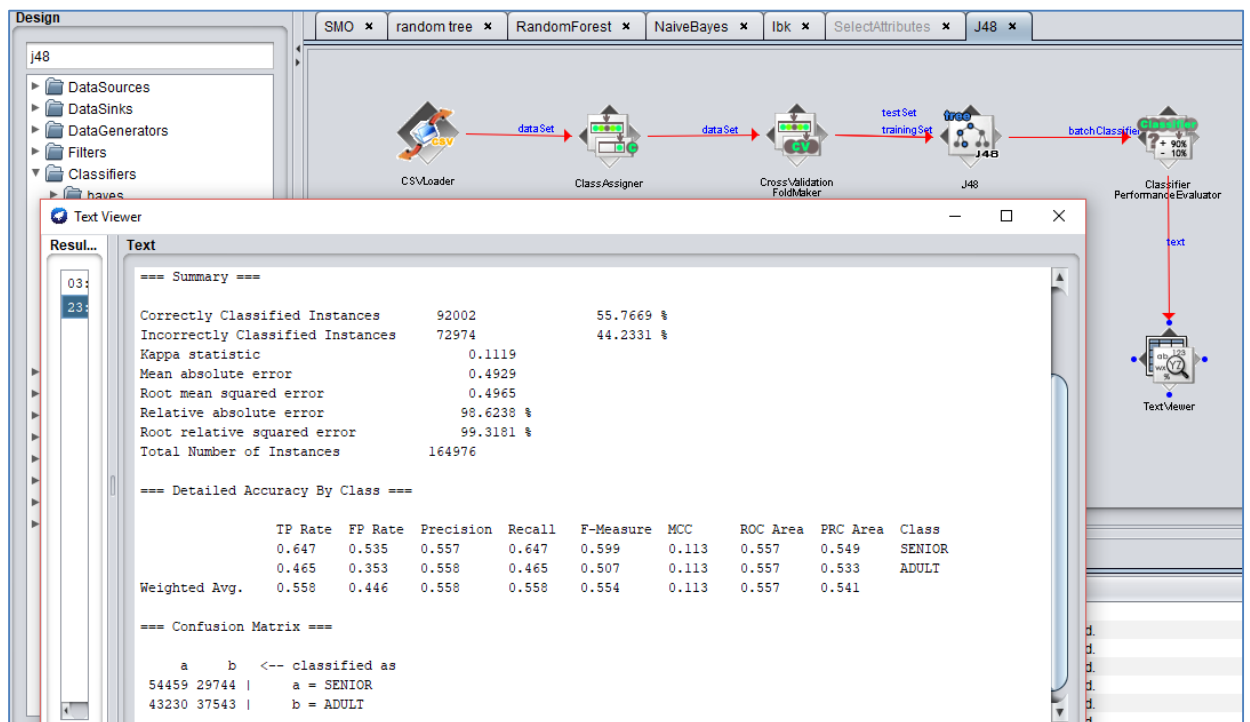 Design
SMO ×
random tree ×
RandomForest ×
NaiveBayes ×
Ibk ×
SelectAttributes ×
J48 ×
j48
DataSources
DataSinks
DataGenerators
Filters
Classifiers
bayes
CSV
CSVLoader
dataSet
C
ClassAssigner
dataSet
CV
CrossValidation
FoldMaker
testSet
trainingSet
tree
J48
J48
batchClassifier
Classifier
? + 90%
- 10%
Classifier
PerformanceEvaluator
text
TextViewer
Text Viewer
Resul...
Text
03:
23:
=== Summary ===
Correctly Classified Instances 92002 55.7669 %
Incorrectly Classified Instances 72974 44.2331 %
Kappa statistic 0.1119
Mean absolute error 0.4929
Root mean squared error 0.4965
Relative absolute error 98.6238 %
Root relative squared error 99.3181 %
Total Number of Instances 164976
=== Detailed Accuracy By Class ===
TP Rate FP Rate Precision Recall F-Measure MCC ROC Area PRC Area Class
0.647 0.535 0.557 0.647 0.599 0.113 0.557 0.549 SENIOR
0.465 0.353 0.558 0.465 0.507 0.113 0.557 0.533 ADULT
Weighted Avg. 0.558 0.446 0.558 0.558 0.554 0.113 0.557 0.541
=== Confusion Matrix ===
a b <-- classified as
54459 29744 | a = SENIOR
43230 37543 | b = ADULT
d.
d.
d.
d.
d.